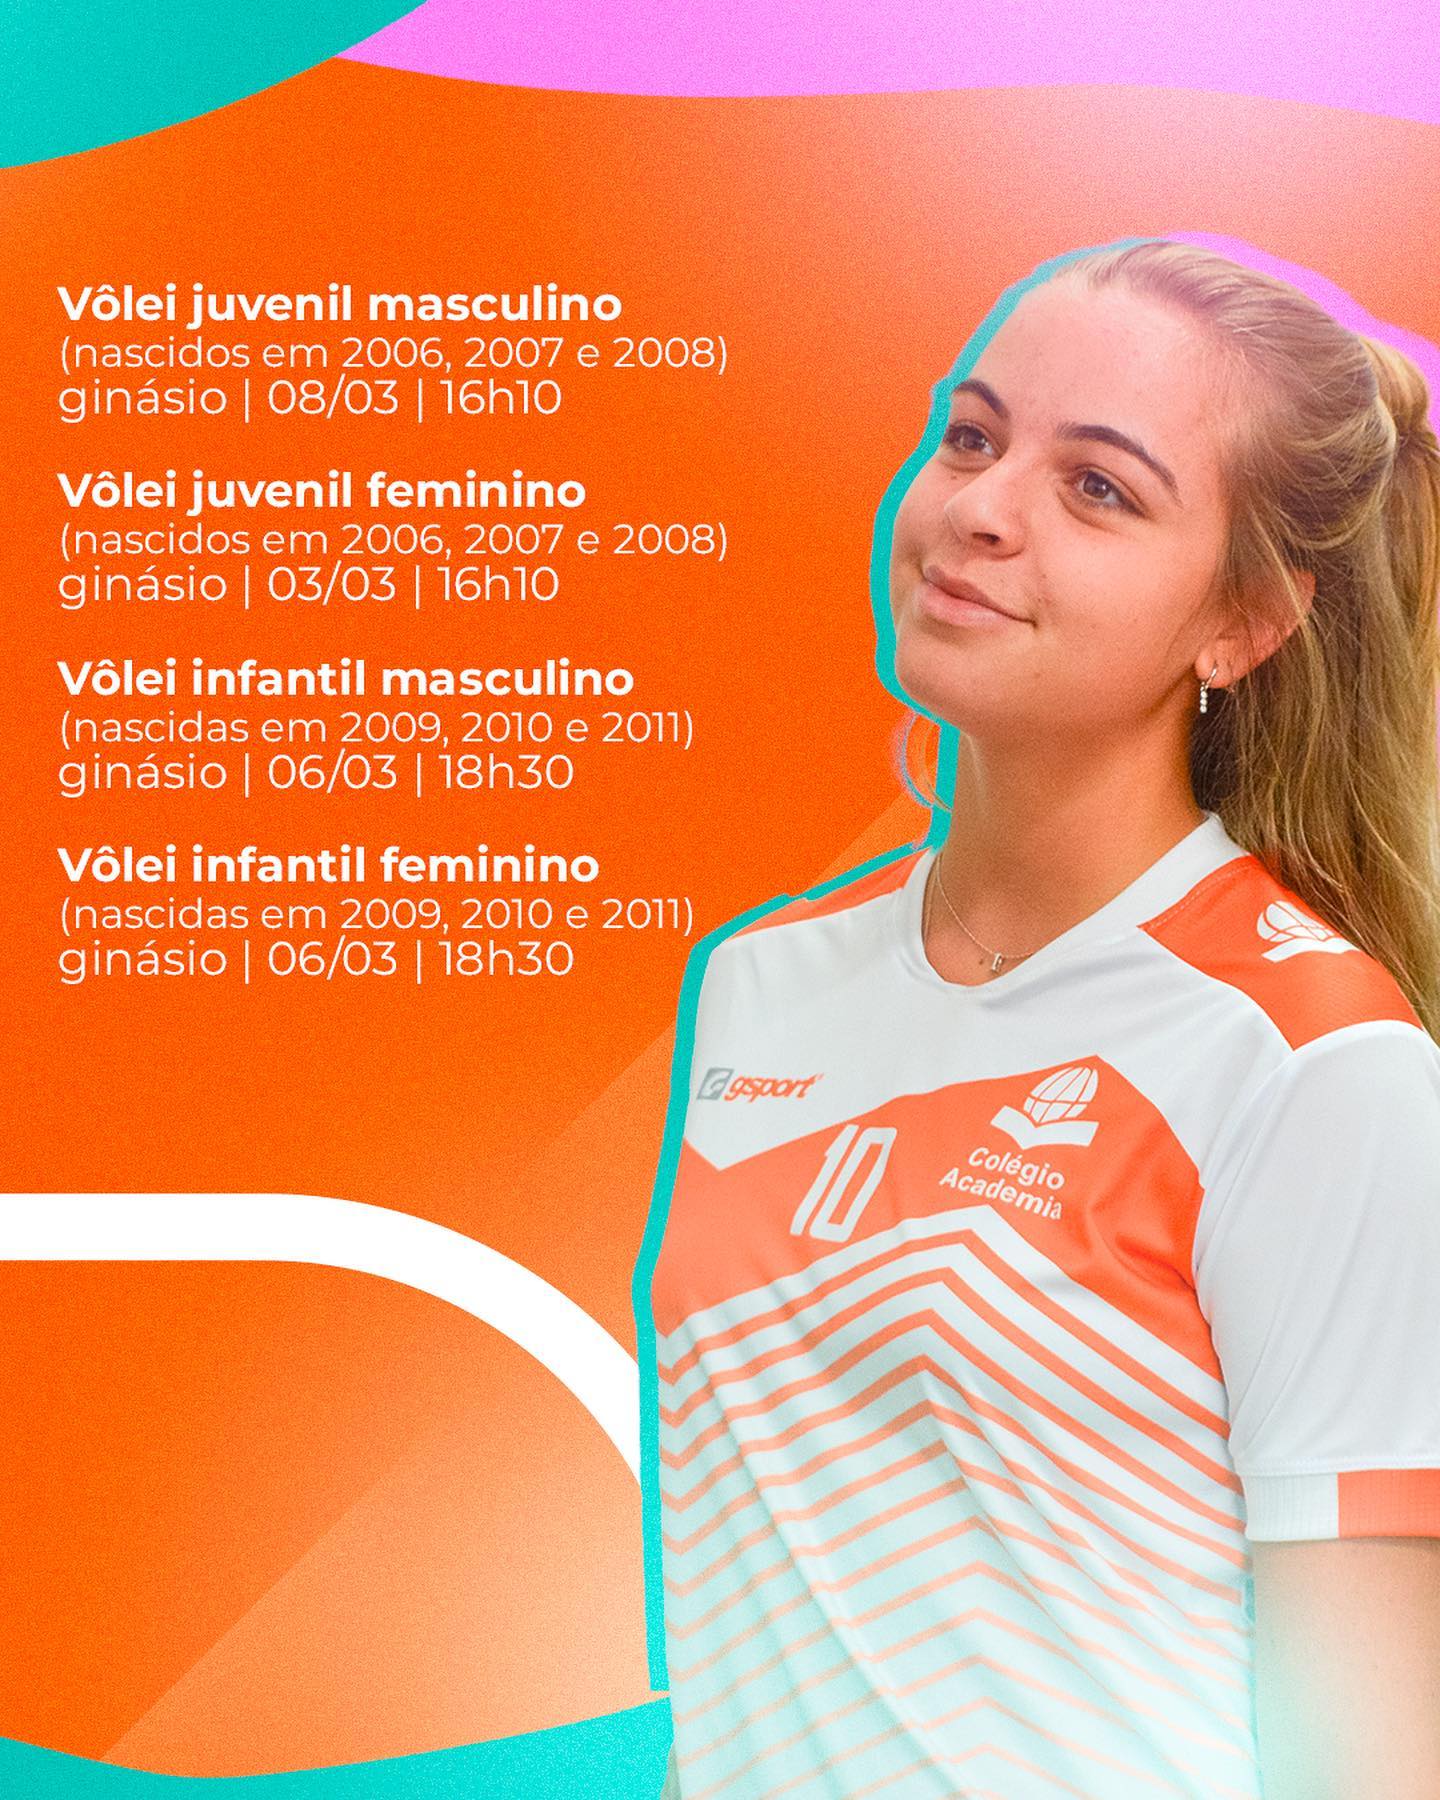 Vôlei juvenil masculino
(nascidos em 2006, 2007 e 2008)
ginásio | 08/03 | 16h10
Vôlei juvenil feminino
(nascidos em 2006, 2007 e 2008)
ginásio | 03/03 | 16h10
Vôlei infantil masculino
(nascidas em 2009, 2010 e 2011)
ginásio | 06/03 | 18h30
Vôlei infantil feminino
(nascidas em 2009, 2010 e 2011)
ginásio | 06/03 | 18h30
gsport
10
Colégio
Academia